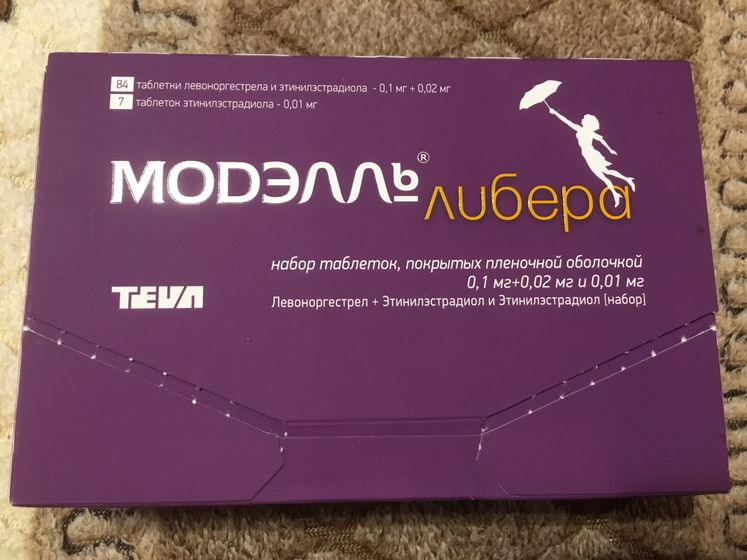 84 таблетки левоноргестрела и этинилэстрадиола - 0,1 мг + 0,02 мг
7 таблеток этинилэстрадиола - 0,01 мг
МОDЭЛЛЬ®
либера
набор таблеток, покрытых пленочной оболочкой
0,1 мг+0,02 мг и 0,01 мг
TEVA
Левоноргестрел + Этинилэстрадиол и Этинилэстрадиол [набор]